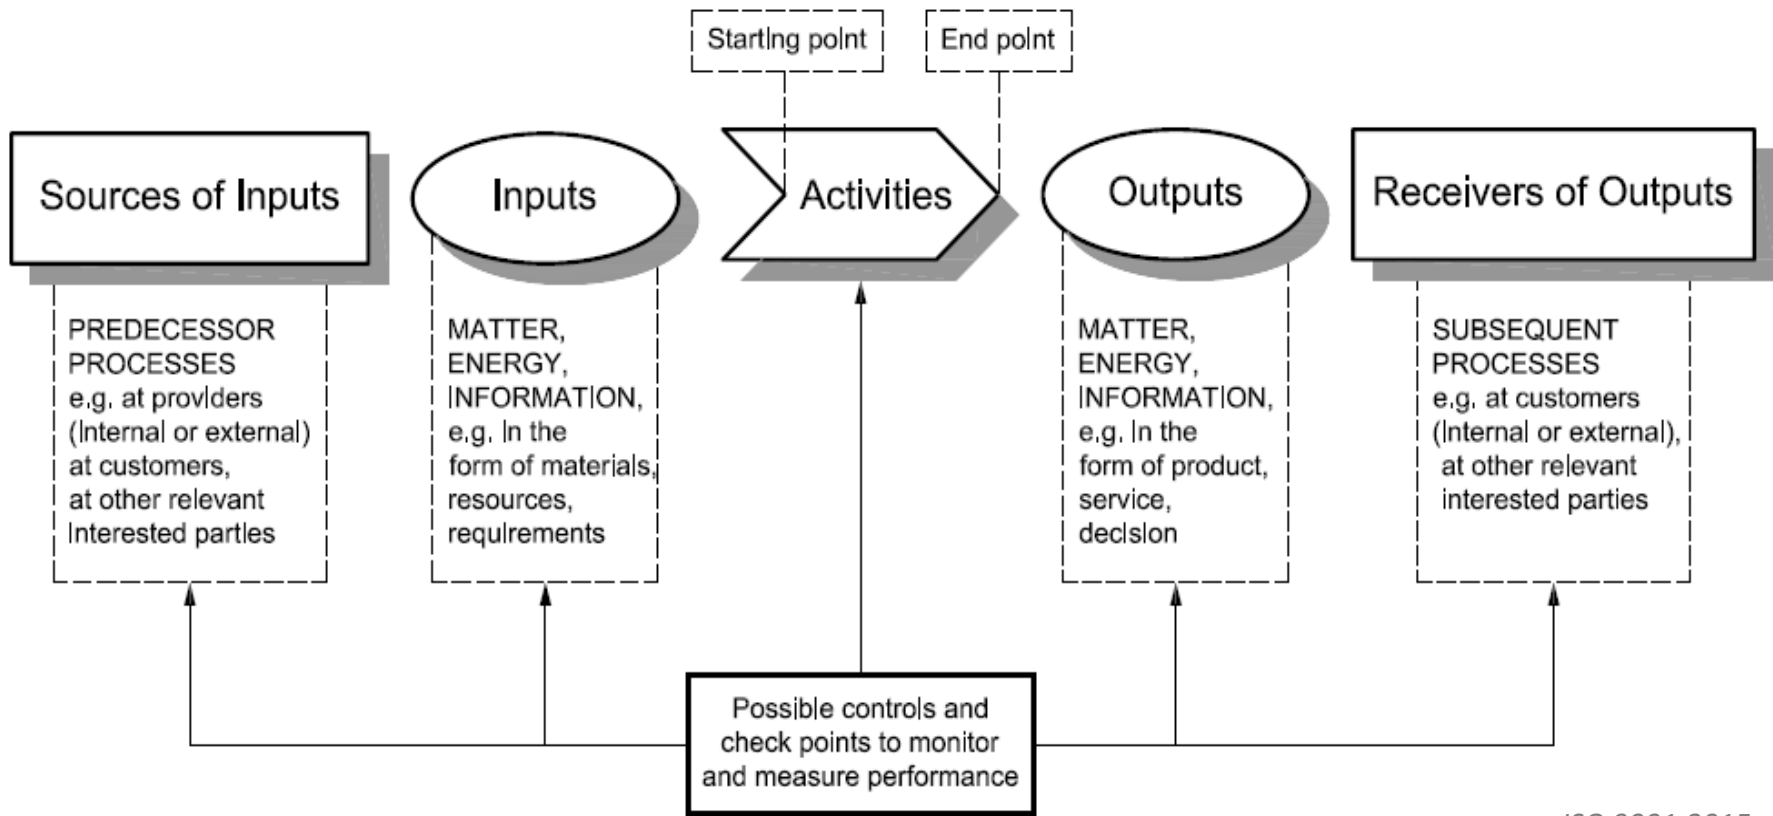 Starting point
End point
Sources of Inputs
Inputs
Activities
Outputs
Receivers of Outputs
PREDECESSOR
PROCESSES
e.g. at providers
(internal or external)
at customers,
at other relevant
interested parties
MATTER,
ENERGY,
INFORMATION,
e.g. in the
form of materials,
resources,
requirements
MATTER,
ENERGY,
INFORMATION,
e.g. in the
form of product,
service,
decision
SUBSEQUENT
PROCESSES
e.g. at customers
(internal or external),
at other relevant
interested parties
Possible controls and
check points to monitor
and measure performance